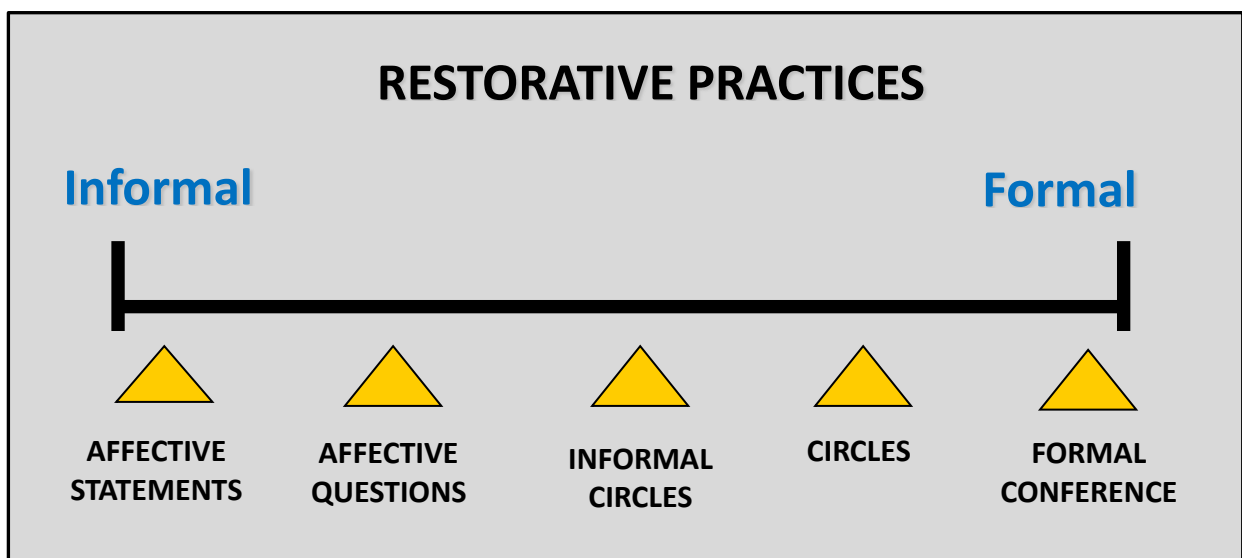 RESTORATIVE PRACTICES
Informal
Formal
AFFECTIVE
STATEMENTS
AFFECTIVE
QUESTIONS
INFORMAL
CIRCLES
CIRCLES
FORMAL
CONFERENCE